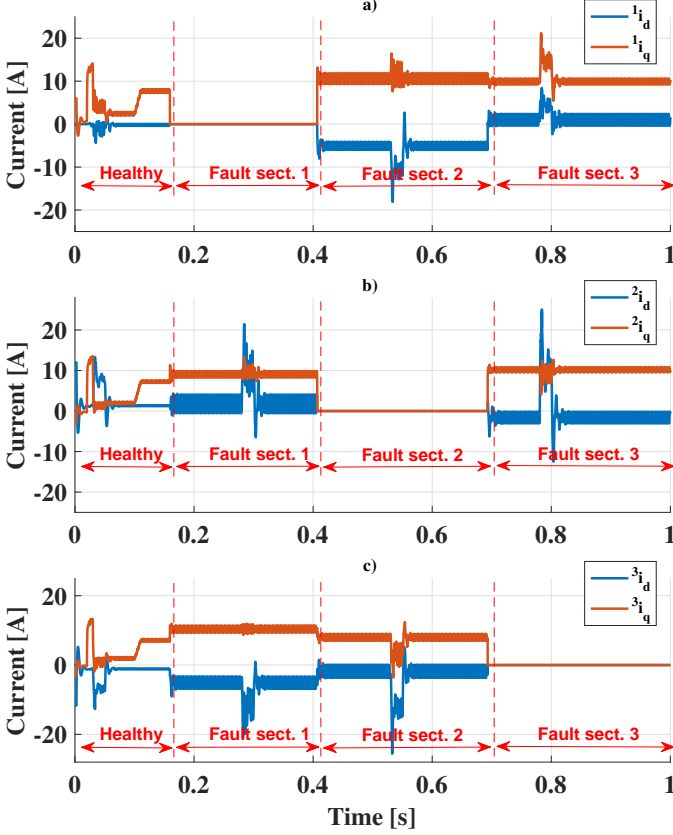 a)
Current [A]
20
10
0
-10
-20
¹i_d
¹i_q
Healthy
Fault sect. 1
Fault sect. 2
Fault sect. 3
0 0.2 0.4 0.6 0.8 1
b)
Current [A]
20
10
0
-10
-20
²i_d
²i_q
Healthy
Fault sect. 1
Fault sect. 2
Fault sect. 3
0 0.2 0.4 0.6 0.8 1
c)
Current [A]
20
0
-20
³i_d
³i_q
Healthy
Fault sect. 1
Fault sect. 2
Fault sect. 3
0 0.2 0.4 0.6 0.8 1
Time [s]